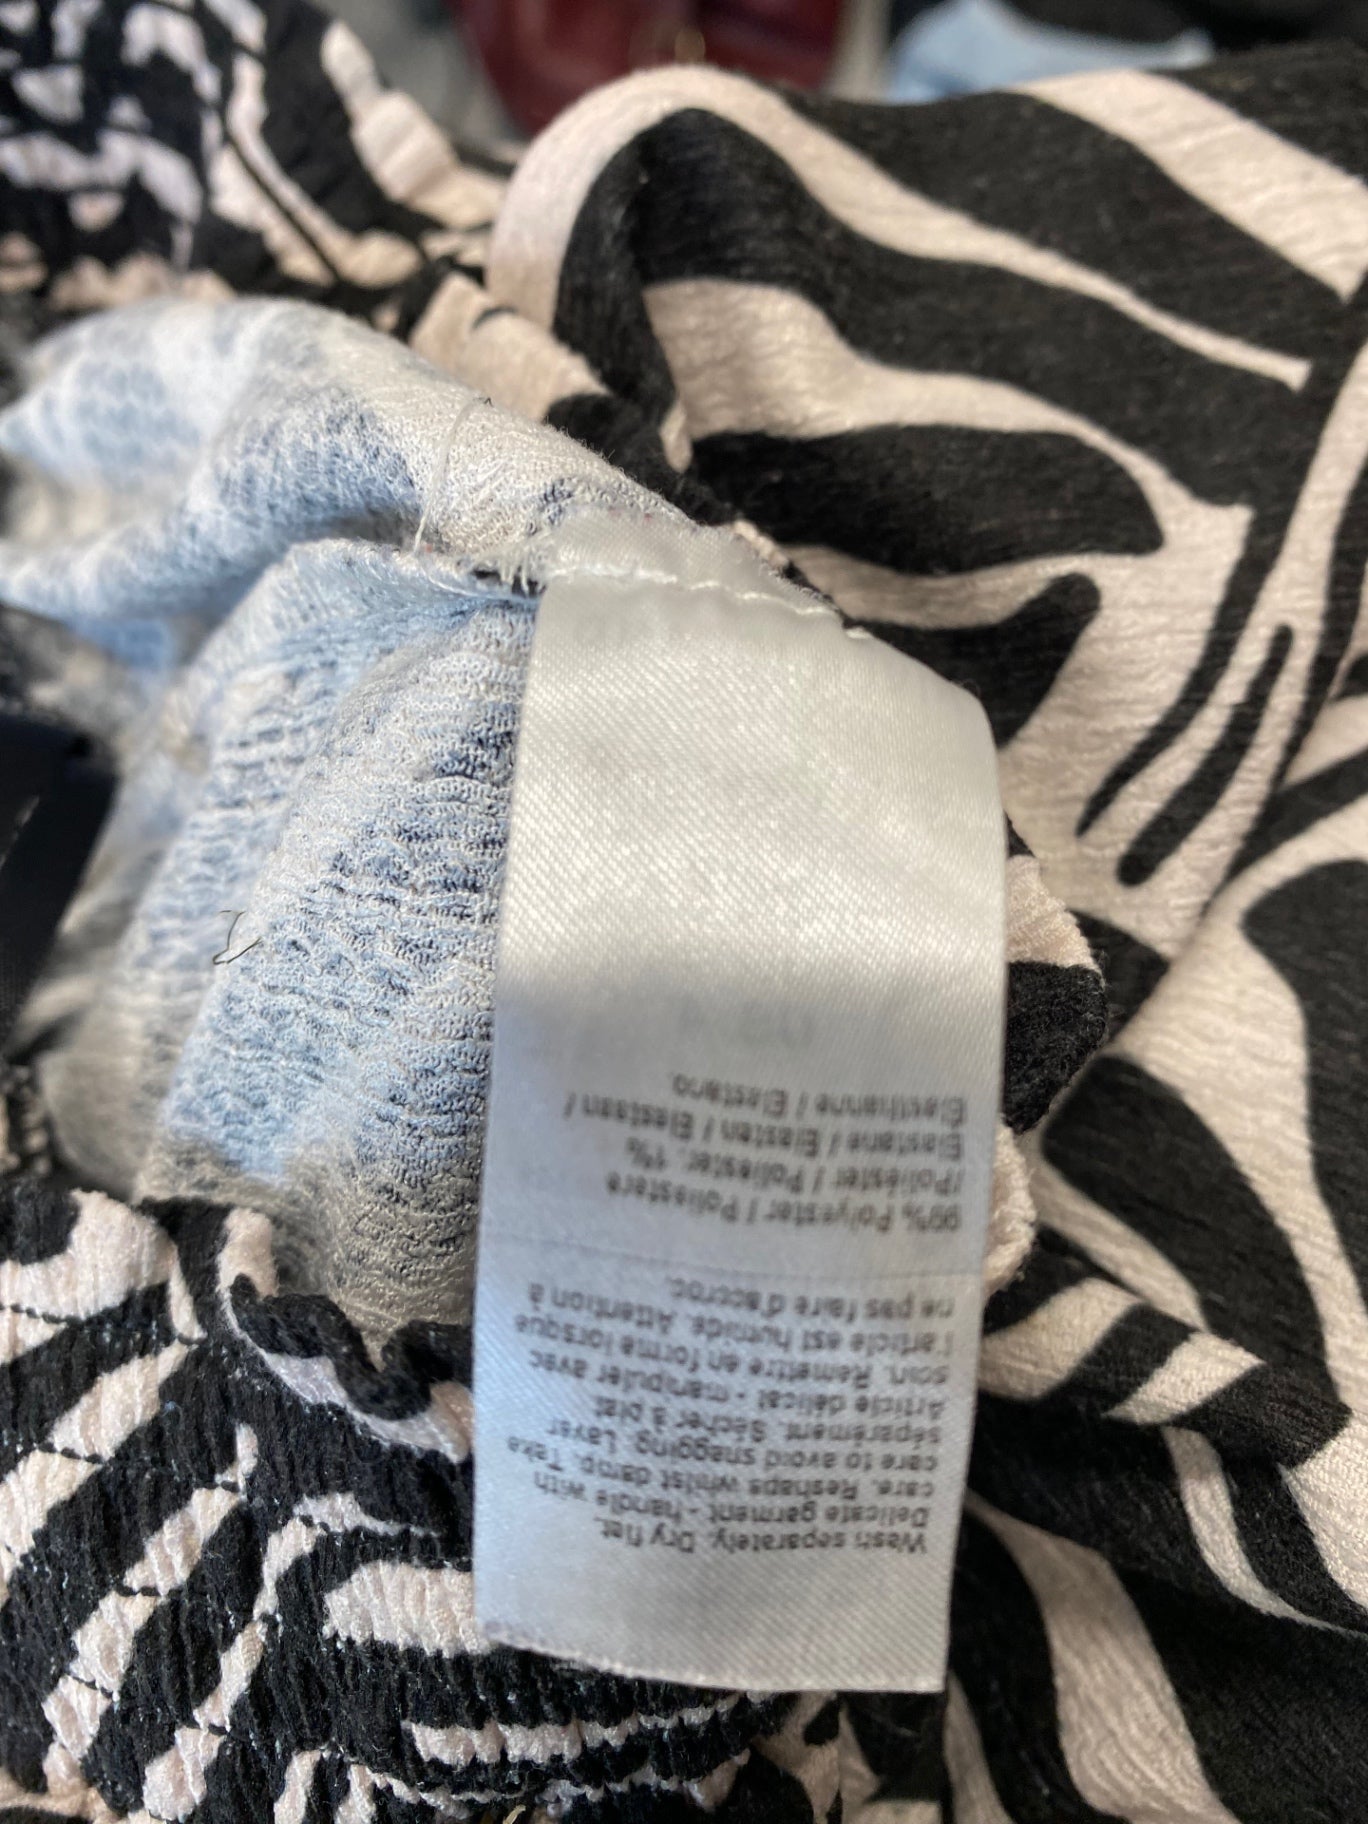 Wash separately. Dry flat.
Delicate garment - handle with
care. Reshape whilst damp. Take
care to avoid snagging. Laver
séparément. Sécher à plat
Article délicat - manipuler avec
soin. Remettre en forme lorsque
l'article est humide. Attention à
ne pas faire d'accroc.
99% Polyester / Poliestere
/Poliéster / Poliester. 1%
Elastane / Elasten / Elastaan /
Élasthanne / Elastano.